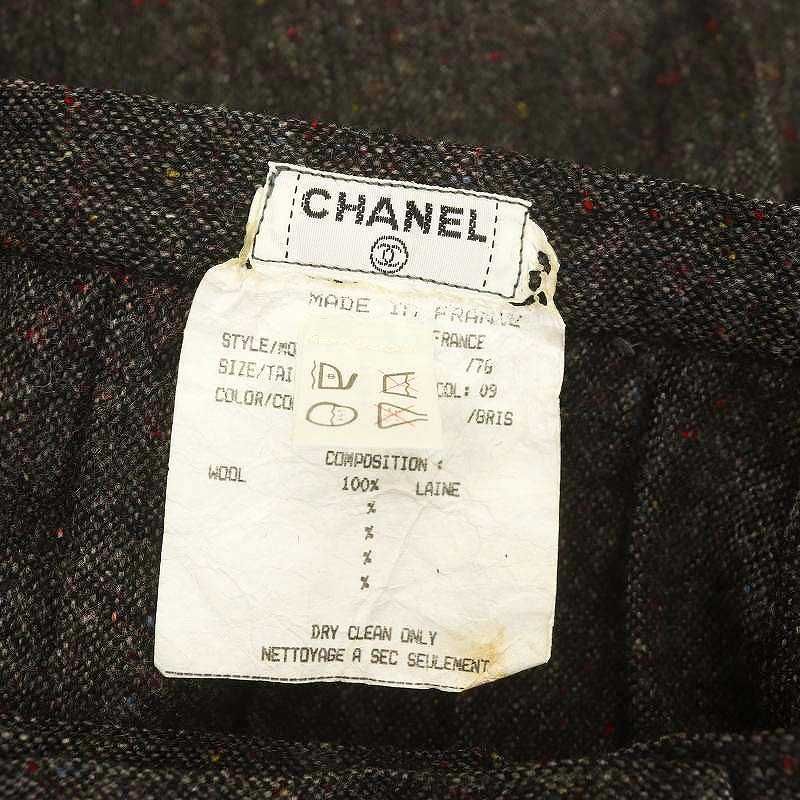 CHANEL
MADE IN FRANCE
STYLE/MO FRANCE
SIZE/TAI /76
COLOR/CO COL: 09
/GRIS
COMPOSITION :
WOOL 100% LAINE
%
%
%
%
DRY CLEAN ONLY
NETTOYAGE A SEC SEULEMENT